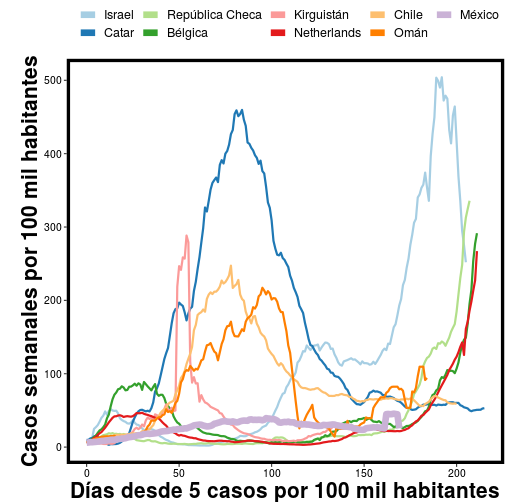 Israel República Checa Kirguistán Chile México
Catar Bélgica Netherlands Omán
Casos semanales por 100 mil habitantes
500
400
300
200
100
0
0 50 100 150 200
Días desde 5 casos por 100 mil habitantes